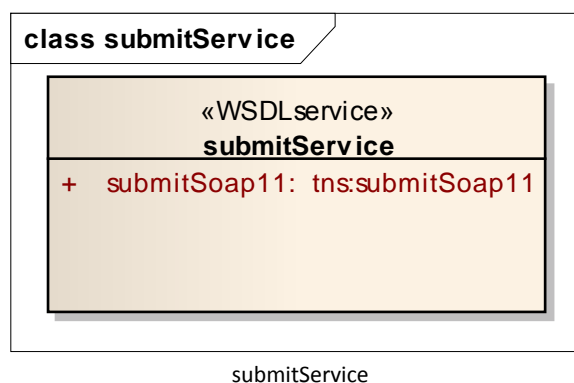 class submitService
«WSDLservice»
submitService
+ submitSoap11: tns:submitSoap11
submitService